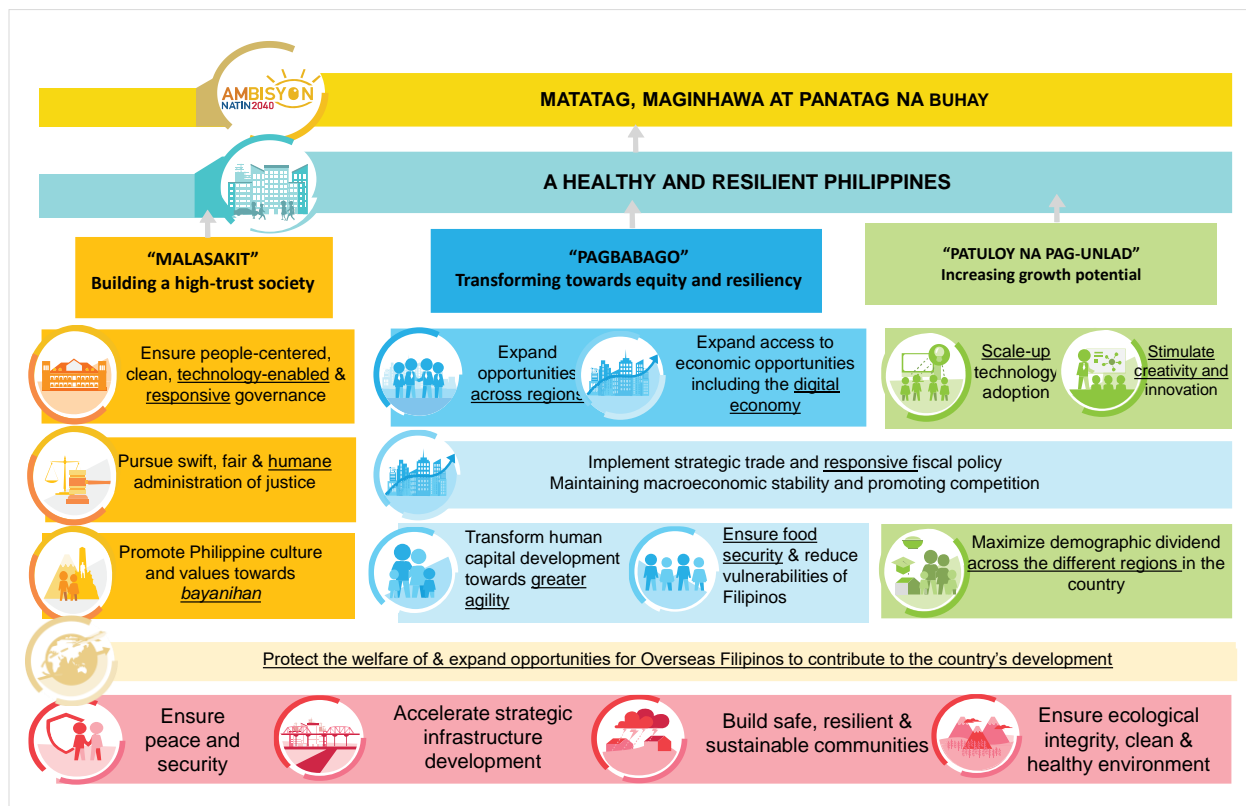 AMBISYON
NATIN 2040
MATATAG, MAGINHAWA AT PANATAG NA BUHAY
A HEALTHY AND RESILIENT PHILIPPINES
“MALASAKIT”
Building a high-trust society
“PAGBABAGO”
Transforming towards equity and resiliency
“PATULOY NA PAG-UNLAD”
Increasing growth potential
Ensure people-centered,
clean, technology-enabled &
responsive governance
Expand
opportunities
across regions
Expand access to
economic opportunities
including the digital
economy
Scale-up
technology
adoption
Stimulate
creativity and
innovation
Pursue swift, fair & humane
administration of justice
Implement strategic trade and responsive fiscal policy
Maintaining macroeconomic stability and promoting competition
Promote Philippine culture
and values towards
bayanihan
Transform human
capital development
towards greater
agility
Ensure food
security & reduce
vulnerabilities of
Filipinos
Maximize demographic dividend
across the different regions in the
country
Protect the welfare of & expand opportunities for Overseas Filipinos to contribute to the country’s development
Ensure
peace and
security
Accelerate strategic
infrastructure
development
Build safe, resilient &
sustainable communities
Ensure ecological
integrity, clean &
healthy environment